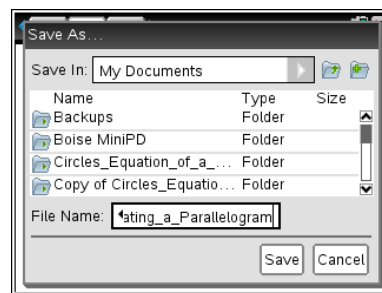 Save As...
Save In: My Documents
Name Type Size
Backups Folder
Boise MiniPD Folder
Circles_Equation_of_a_... Folder
Copy of Circles_Equatio... Folder
File Name: ating_a_Parallelogram
Save Cancel